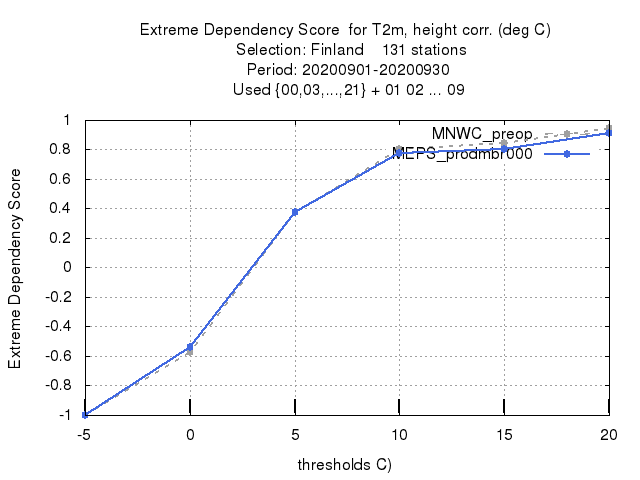 Extreme Dependency Score  for T2m, height corr. (deg C)
Selection: Finland    131 stations
Period: 20200901-20200930
Used {00,03,...,21} + 01 02 ... 09
Extreme Dependency Score
1
0.8
0.6
0.4
0.2
0
-0.2
-0.4
-0.6
-0.8
-1
MNWC_preop
MEPS_prodmbr000
-5
0
5
10
15
20
thresholds C)